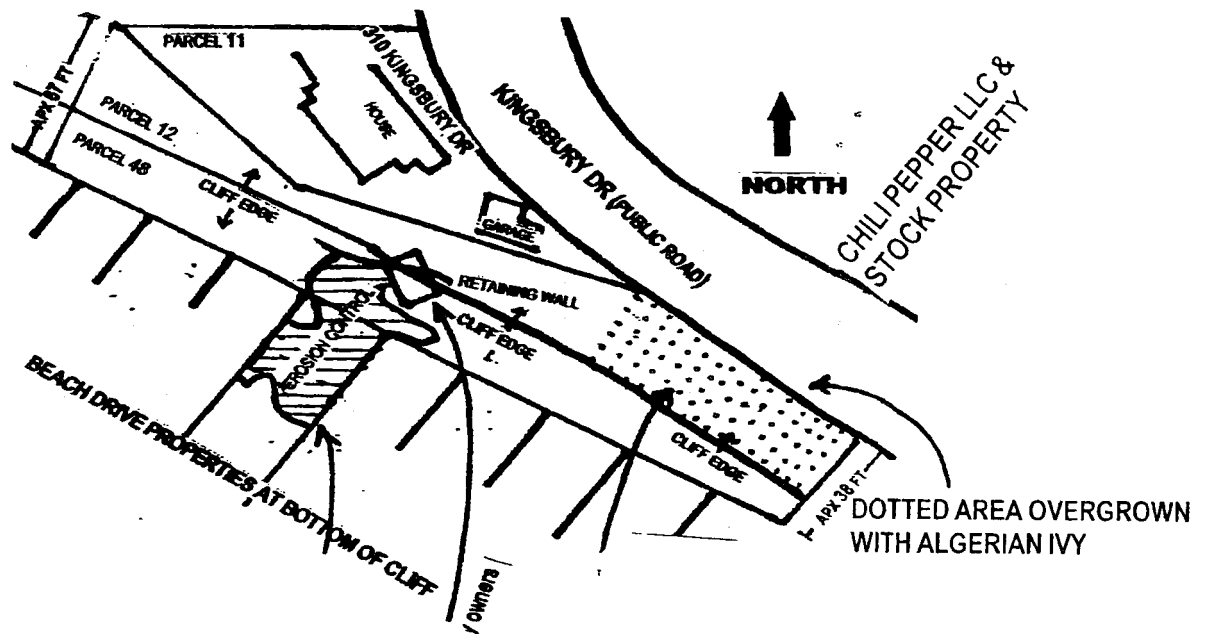 PARCEL 11
310 KINGSBURY DR
APX 67 FT
PARCEL 12
PARCEL 48
HOUSE
KINGSBURY DR (PUBLIC ROAD)
NORTH
CHILI PEPPER LLC &
STOCK PROPERTY
CLIFF EDGE
GARAGE
RETAINING WALL
CLIFF EDGE
EROSION CONTROL
BEACH DRIVE PROPERTIES AT BOTTOM OF CLIFF
CLIFF EDGE
APX 38 FT
DOTTED AREA OVERGROWN
WITH ALGERIAN IVY
owners